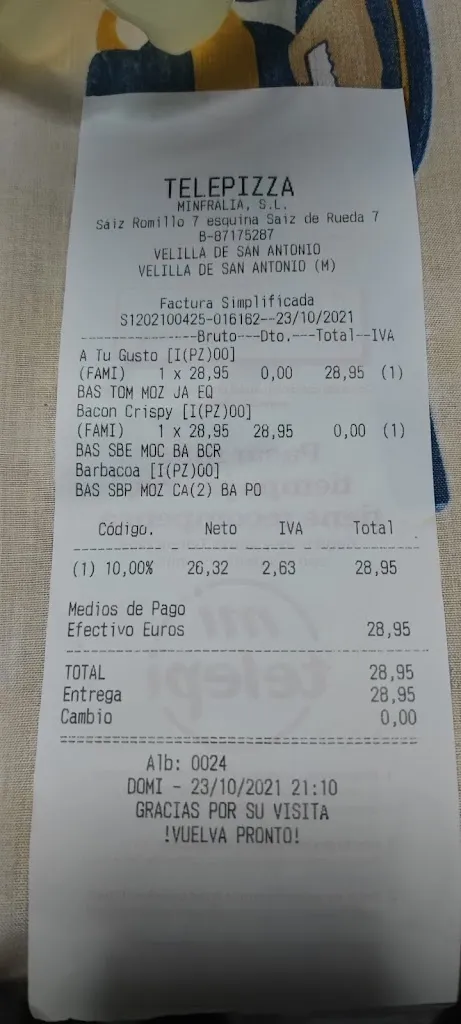 TELEPIZZA
MINFRALIA, S.L.
Sáiz Romillo 7 esquina Saiz de Rueda 7
B-87175287
VELILLA DE SAN ANTONIO
VELILLA DE SAN ANTONIO (M)
Factura Simplificada
S1202100425-016162--23/10/2021
-----------Bruto---Dto.---Total--IVA
A Tu Gusto [I(PZ)00]
(FAMI) 1 x 28,95 0,00 28,95 (1)
BAS TOM MOZ JA EQ
Bacon Crispy [I(PZ)00]
(FAMI) 1 x 28,95 28,95 0,00 (1)
BAS SBE MOC BA BCR
Barbacoa [I(PZ)00]
BAS SBP MOZ CA(2) BA PO
Código. Neto IVA Total
(1) 10,00% 26,32 2,63 28,95
Medios de Pago
Efectivo Euros 28,95
TOTAL 28,95
Entrega 28,95
Cambio 0,00
Alb: 0024
DOMI - 23/10/2021 21:10
GRACIAS POR SU VISITA
!VUELVA PRONTO!
mi
telepi